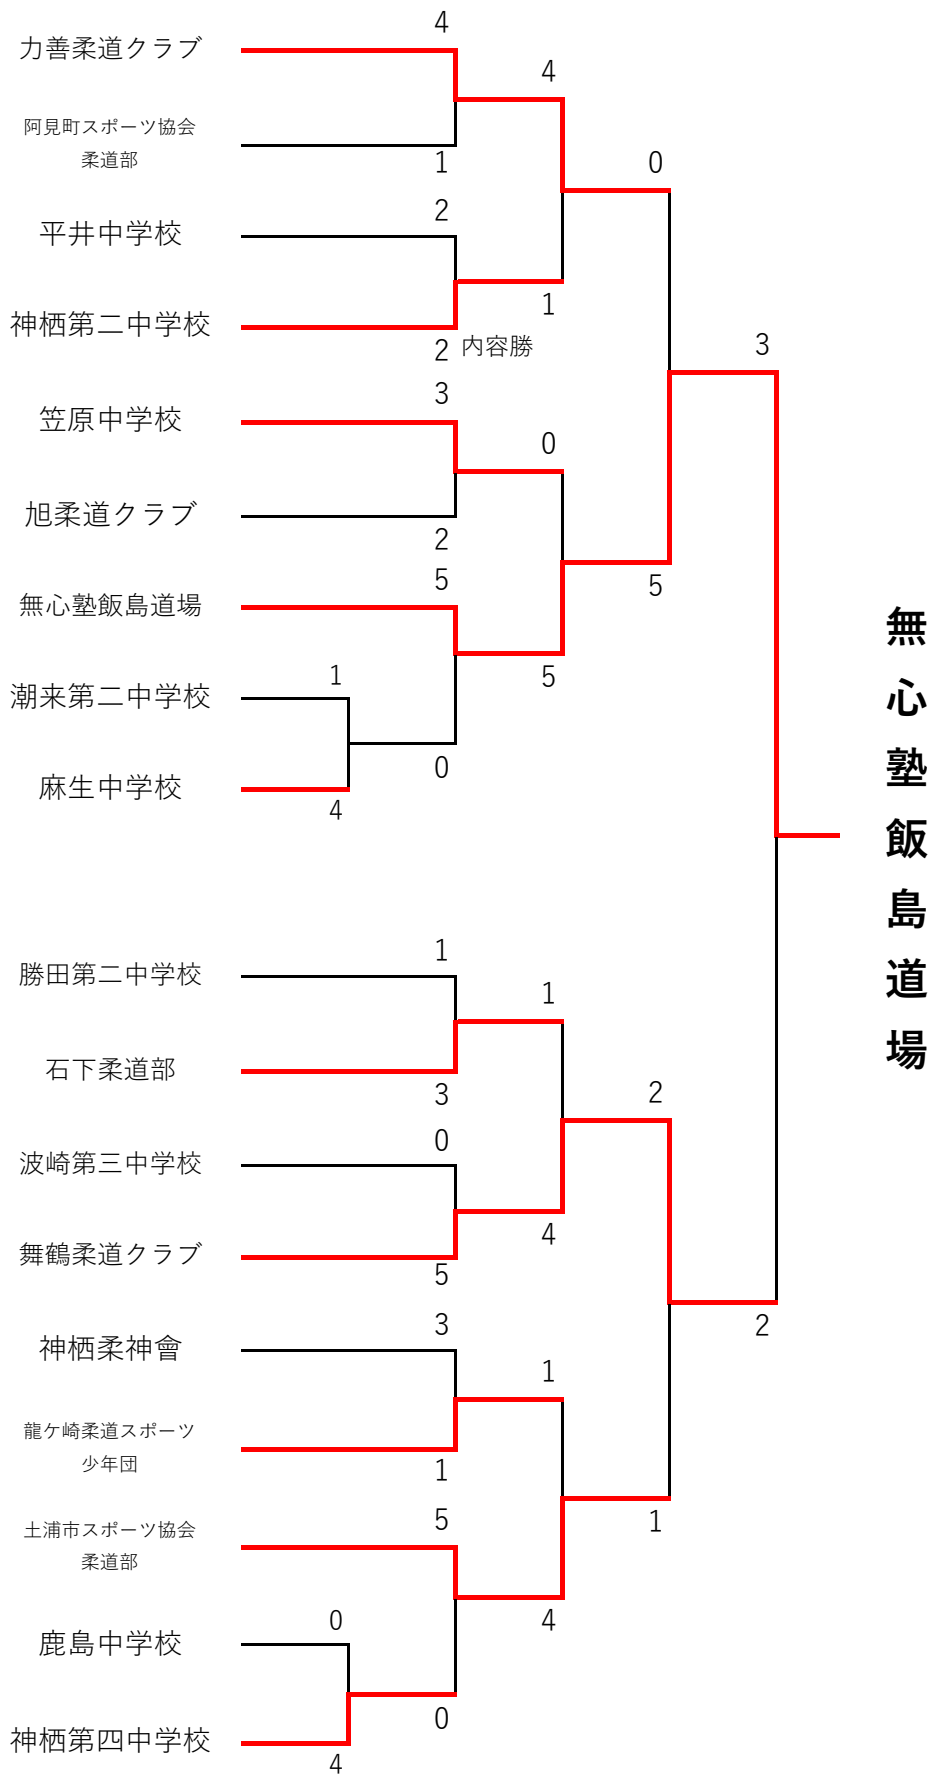 4
力善柔道クラブ
4
阿見町スポーツ協会
柔道部
1
0
2
平井中学校
1
神栖第二中学校
2 内容勝
3
3
笠原中学校
0
旭柔道クラブ
2
5
5
無心塾飯島道場
1
5
潮来第二中学校
0
麻生中学校
4
無心塾飯島道場
1
勝田第二中学校
1
石下柔道部
3
2
0
波崎第三中学校
4
舞鶴柔道クラブ
5
3
2
神栖柔神會
1
龍ケ崎柔道スポーツ
少年団
1
5
1
土浦市スポーツ協会
柔道部
0
4
鹿島中学校
0
神栖第四中学校
4